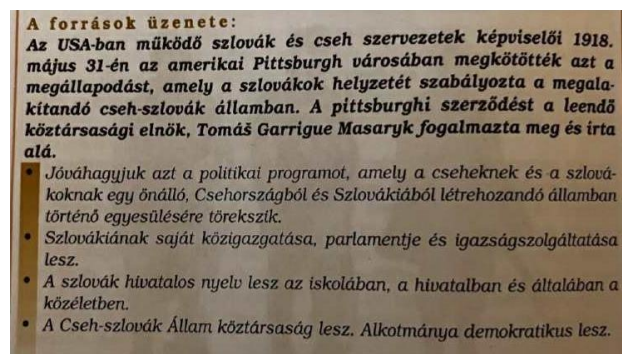 A források üzenete:
Az USA-ban működő szlovák és cseh szervezetek képviselői 1918.
május 31-én az amerikai Pittsburgh városában megkötötték azt a
megállapodást, amely a szlovákok helyzetét szabályozta a megala-
kítandó cseh-szlovák államban. A pittsburghi szerződést a leendő
köztársasági elnök, Tomáš Garrigue Masaryk fogalmazta meg és írta
alá.
• Jóváhagyjuk azt a politikai programot, amely a cseheknek és a szlová-
koknak egy önálló, Csehországból és Szlovákiából létrehozandó államban
történő egyesülésére törekszik.
• Szlovákiának saját közigazgatása, parlamentje és igazságszolgáltatása
lesz.
• A szlovák hivatalos nyelv lesz az iskolában, a hivatalban és általában a
közéletben.
• A Cseh-szlovák Állam köztársaság lesz. Alkotmánya demokratikus lesz.